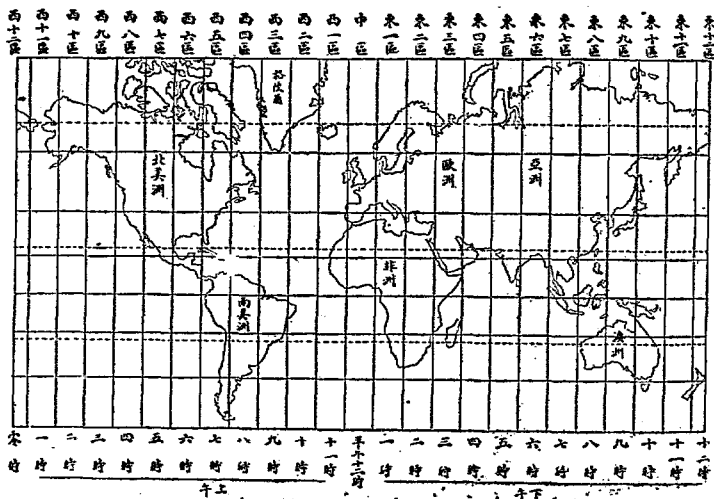 西十二區
西十一區
西十區
西九區
西八區
西七區
西六區
西五區
西四區
西三區
西二區
西一區
中區
東一區
東二區
東三區
東四區
東五區
東六區
東七區
東八區
東九區
東十區
東十一區
東十二區
格陵蘭
北美洲
歐洲
亞洲
非洲
南美洲
澳洲
零時
一時
二時
三時
四時
五時
六時
七時
八時
九時
十時
十一時
正午十二時
一時
二時
三時
四時
五時
六時
七時
八時
九時
十時
十一時
十二時
上午
下午